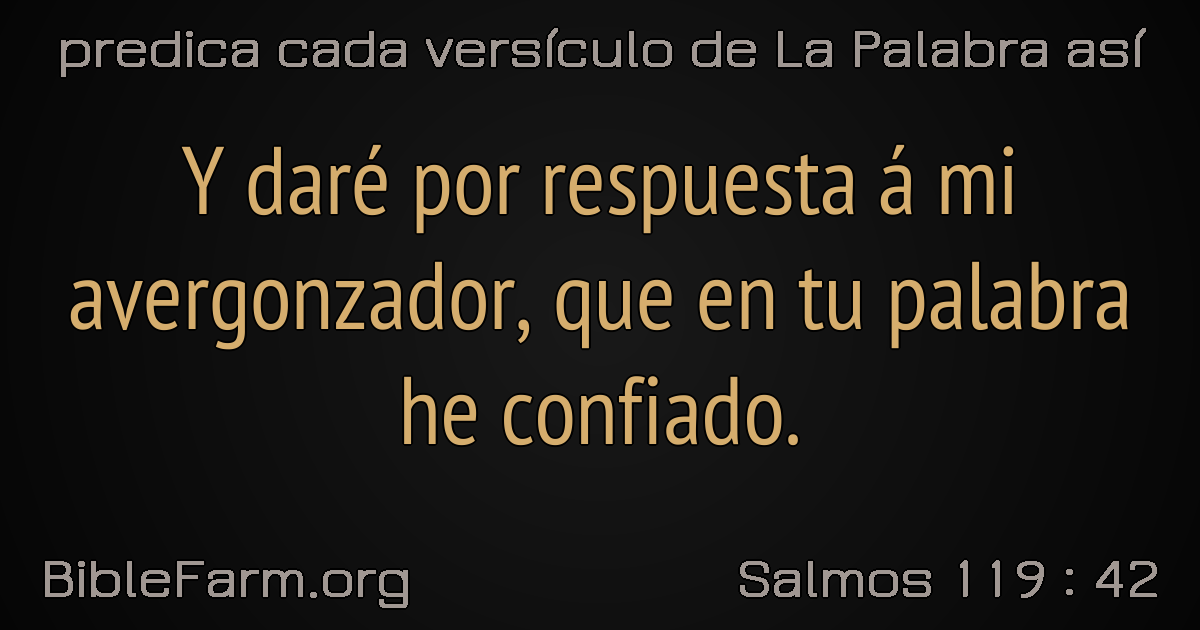 predica cada versículo de La Palabra así
Y daré por respuesta á mi
avergonzador, que en tu palabra
he confiado.
BibleFarm.org
Salmos 119 : 42